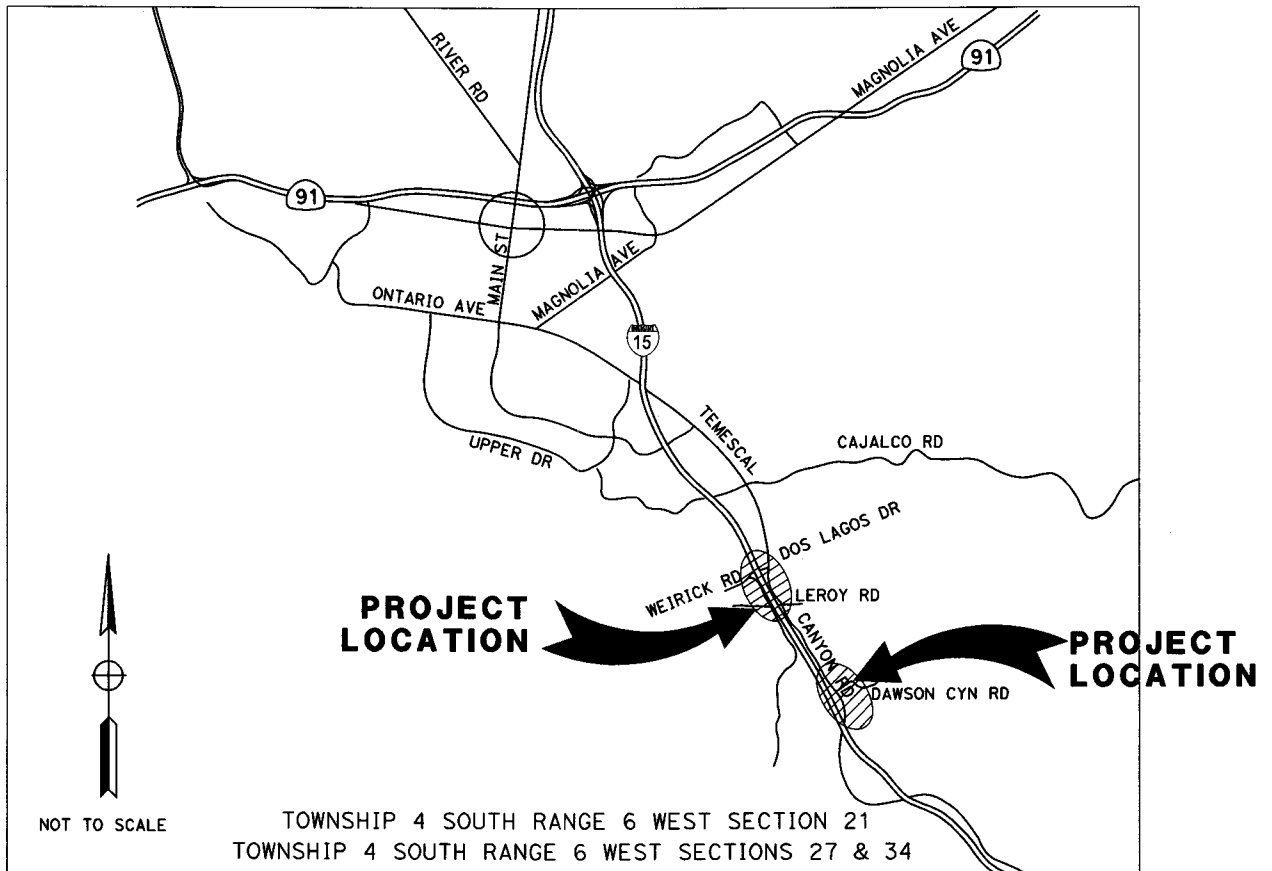 RIVER RD
MAGNOLIA AVE
91
91
MAIN ST
MAGNOLIA AVE
ONTARIO AVE
15
UPPER DR
TEMESCAL
CAJALCO RD
DOS LAGOS DR
WEIRICK RD
LEROY RD
PROJECT
LOCATION
CANYON RD
PROJECT
LOCATION
DAWSON CYN RD
NOT TO SCALE
TOWNSHIP 4 SOUTH RANGE 6 WEST SECTION 21
TOWNSHIP 4 SOUTH RANGE 6 WEST SECTIONS 27 & 34